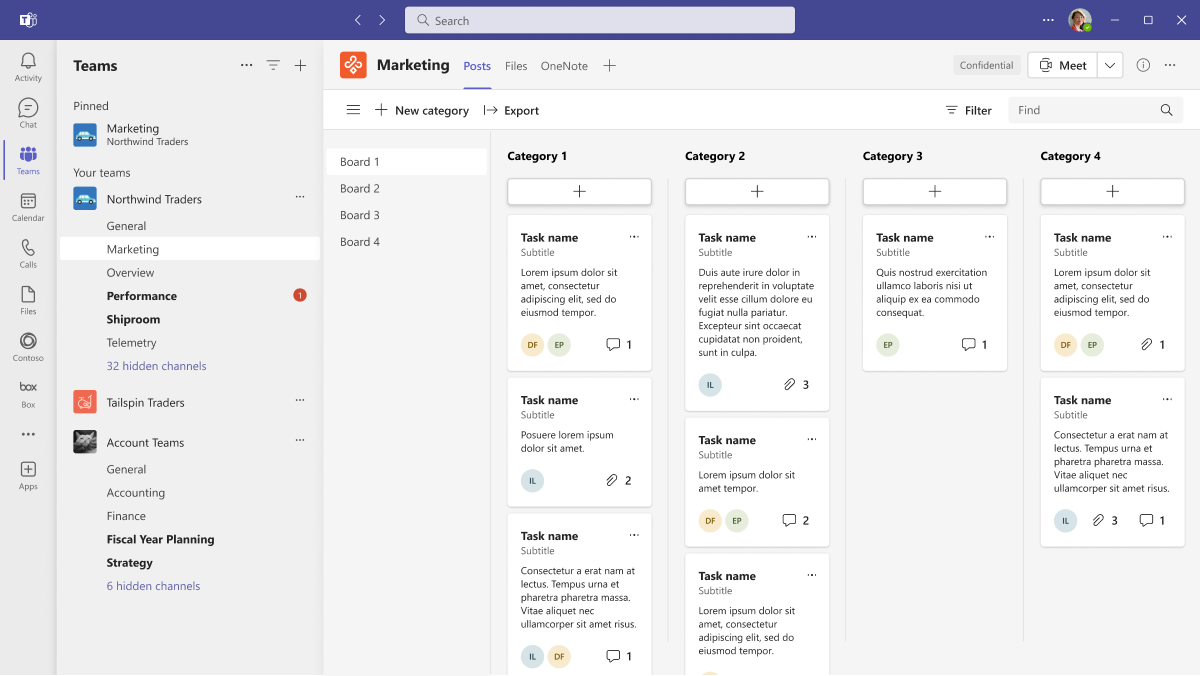 Search
Activity
Chat
Teams
Calendar
Calls
Files
Contoso
box
Box
Apps
Teams
Pinned
Marketing
Northwind Traders
Your teams
Northwind Traders
General
Marketing
Overview
Performance
1
Shiproom
Telemetry
32 hidden channels
Tailspin Traders
Account Teams
General
Accounting
Finance
Fiscal Year Planning
Strategy
6 hidden channels
Marketing
Posts
Files
OneNote
Confidential
Meet
New category
Export
Filter
Find
Board 1
Board 2
Board 3
Board 4
Category 1
Task name
Subtitle
Lorem ipsum dolor sit
amet, consectetur
adipiscing elit, sed do
eiusmod tempor.
DF EP 1
Task name
Subtitle
Posuere lorem ipsum
dolor sit amet.
IL 2
Task name
Subtitle
Consectetur a erat nam at
lectus. Tempus urna et
pharetra pharetra massa.
Vitae aliquet nec
ullamcorper sit amet risus.
IL DF 1
Category 2
Task name
Subtitle
Duis aute irure dolor in
reprehenderit in voluptate
velit esse cillum dolore eu
fugiat nulla pariatur.
Excepteur sint occaecat
cupidatat non proident,
sunt in culpa.
IL 3
Task name
Subtitle
Lorem ipsum dolor sit
amet tempor.
DF EP 2
Task name
Subtitle
Lorem ipsum dolor sit
amet, consectetur
adipiscing elit, sed do
eiusmod tempor.
Category 3
Task name
Subtitle
Quis nostrud exercitation
ullamco laboris nisi ut
aliquip ex ea commodo
consequat.
EP 1
Category 4
Task name
Subtitle
Lorem ipsum dolor sit
amet, consectetur
adipiscing elit, sed do
eiusmod tempor.
DF EP 1
Task name
Subtitle
Consectetur a erat nam at
lectus. Tempus urna et
pharetra pharetra massa.
Vitae aliquet nec
ullamcorper sit amet risus.
IL 3 1